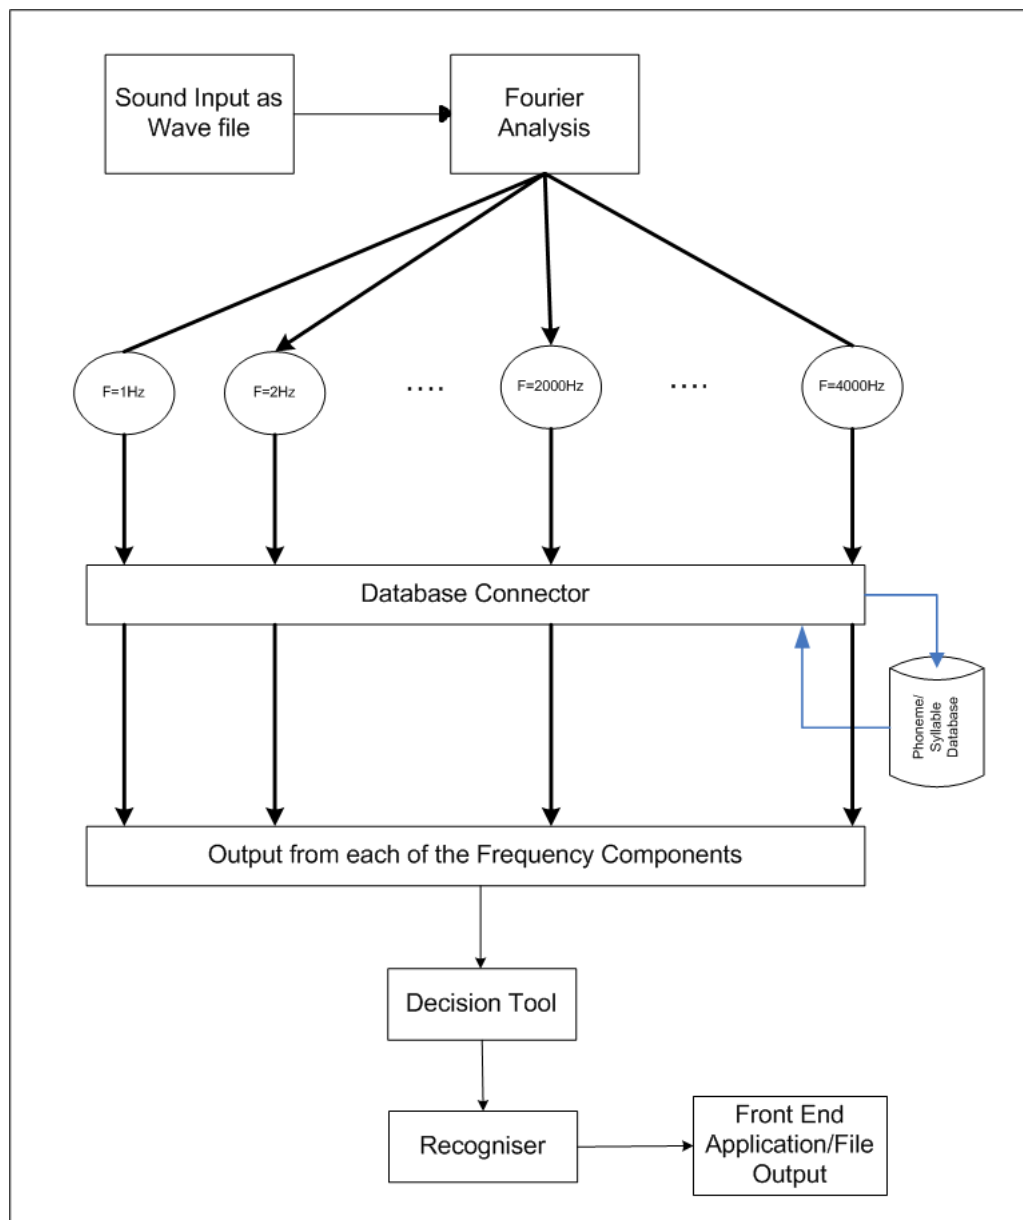 Sound Input as
Wave file
Fourier
Analysis
F=1Hz
F=2Hz
....
F=2000Hz
....
F=4000Hz
Database Connector
Phoneme/
Syllable
Database
Output from each of the Frequency Components
Decision Tool
Recogniser
Front End
Application/File
Output